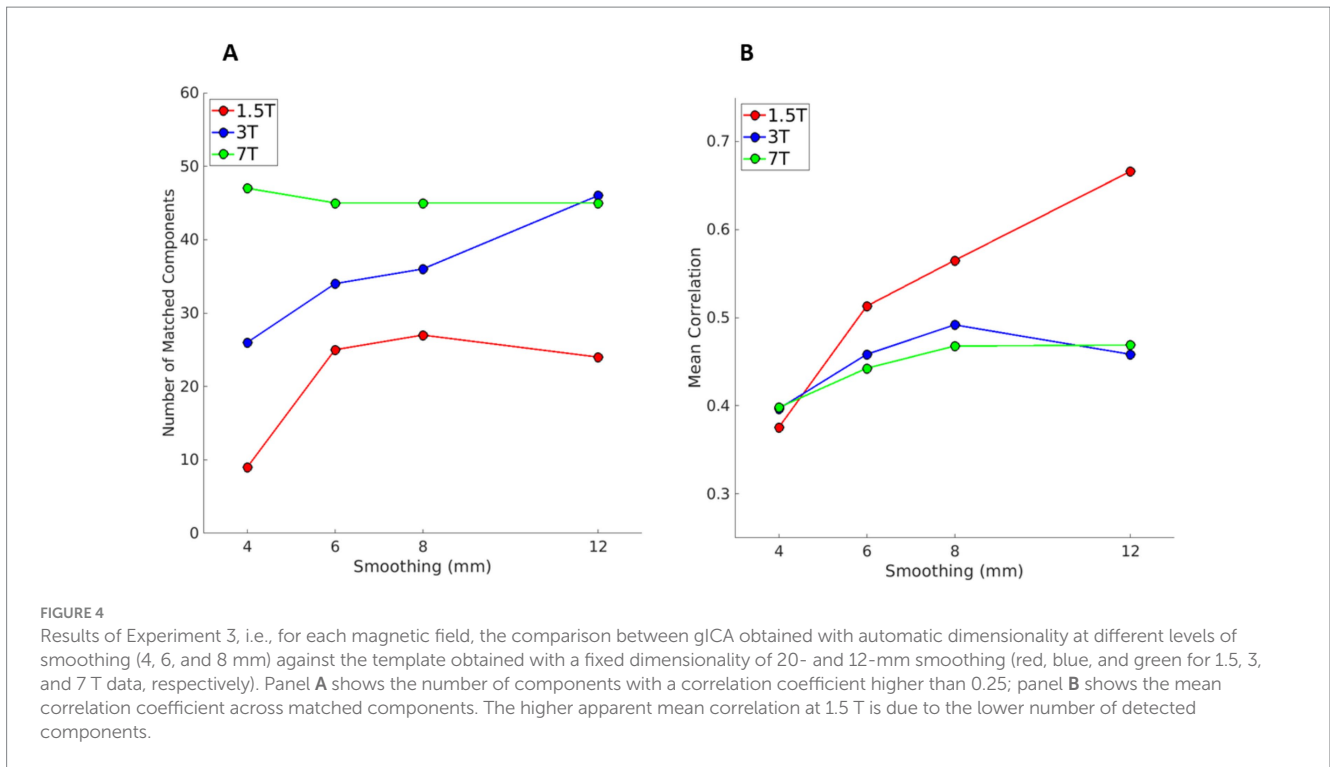 A
60
50
40
30
20
10
0
Number of Matched Components
1.5T
3T
7T
4
6
8
12
Smoothing (mm)
B
0.7
0.6
0.5
0.4
0.3
Mean Correlation
1.5T
3T
7T
4
6
8
12
Smoothing (mm)
FIGURE 4
Results of Experiment 3, i.e., for each magnetic field, the comparison between gICA obtained with automatic dimensionality at different levels of
smoothing (4, 6, and 8 mm) against the template obtained with a fixed dimensionality of 20- and 12-mm smoothing (red, blue, and green for 1.5, 3,
and 7 T data, respectively). Panel A shows the number of components with a correlation coefficient higher than 0.25; panel B shows the mean
correlation coefficient across matched components. The higher apparent mean correlation at 1.5 T is due to the lower number of detected
components.